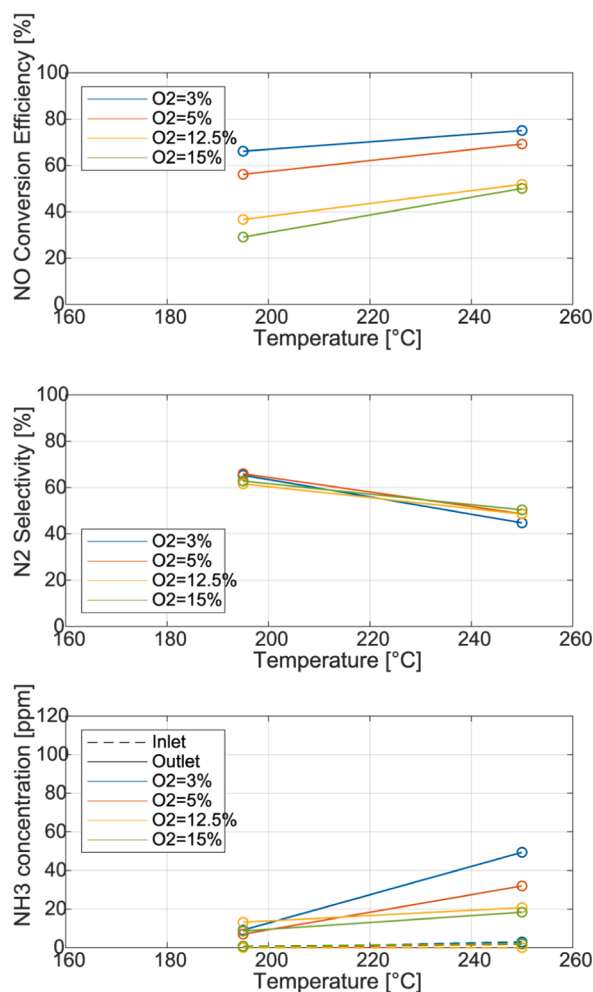 NO Conversion Efficiency [%]
100
80
60
40
20
0
O2=3%
O2=5%
O2=12.5%
O2=15%
160 180 200 220 240 260
Temperature [°C]
N2 Selectivity [%]
100
80
60
40
20
0
O2=3%
O2=5%
O2=12.5%
O2=15%
160 180 200 220 240 260
Temperature [°C]
NH3 concentration [ppm]
120
100
80
60
40
20
0
Inlet
Outlet
O2=3%
O2=5%
O2=12.5%
O2=15%
160 180 200 220 240 260
Temperature [°C]